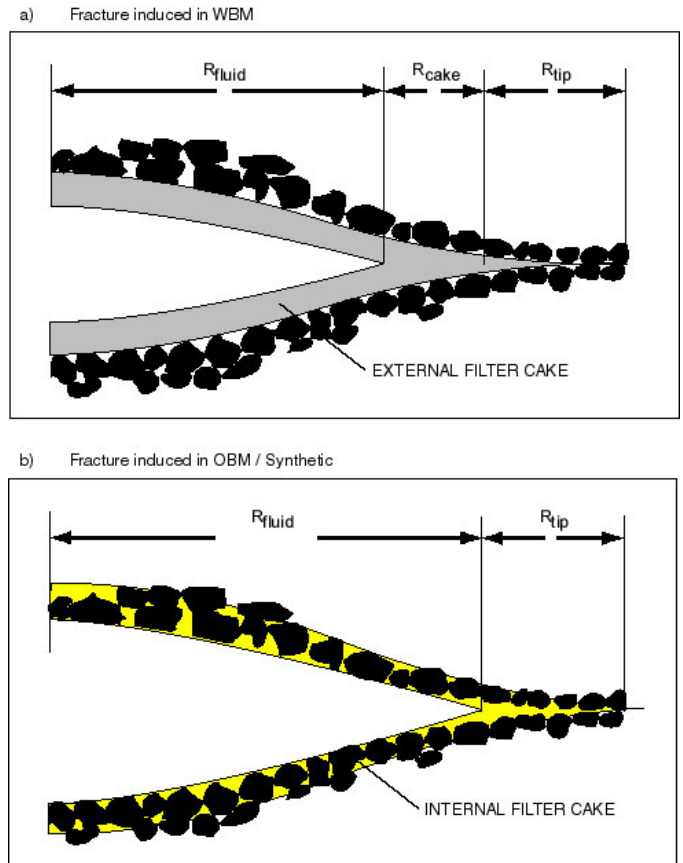 a) Fracture induced in WBM
Rfluid Rcake Rtip
EXTERNAL FILTER CAKE
b) Fracture induced in OBM / Synthetic
Rfluid Rtip
INTERNAL FILTER CAKE